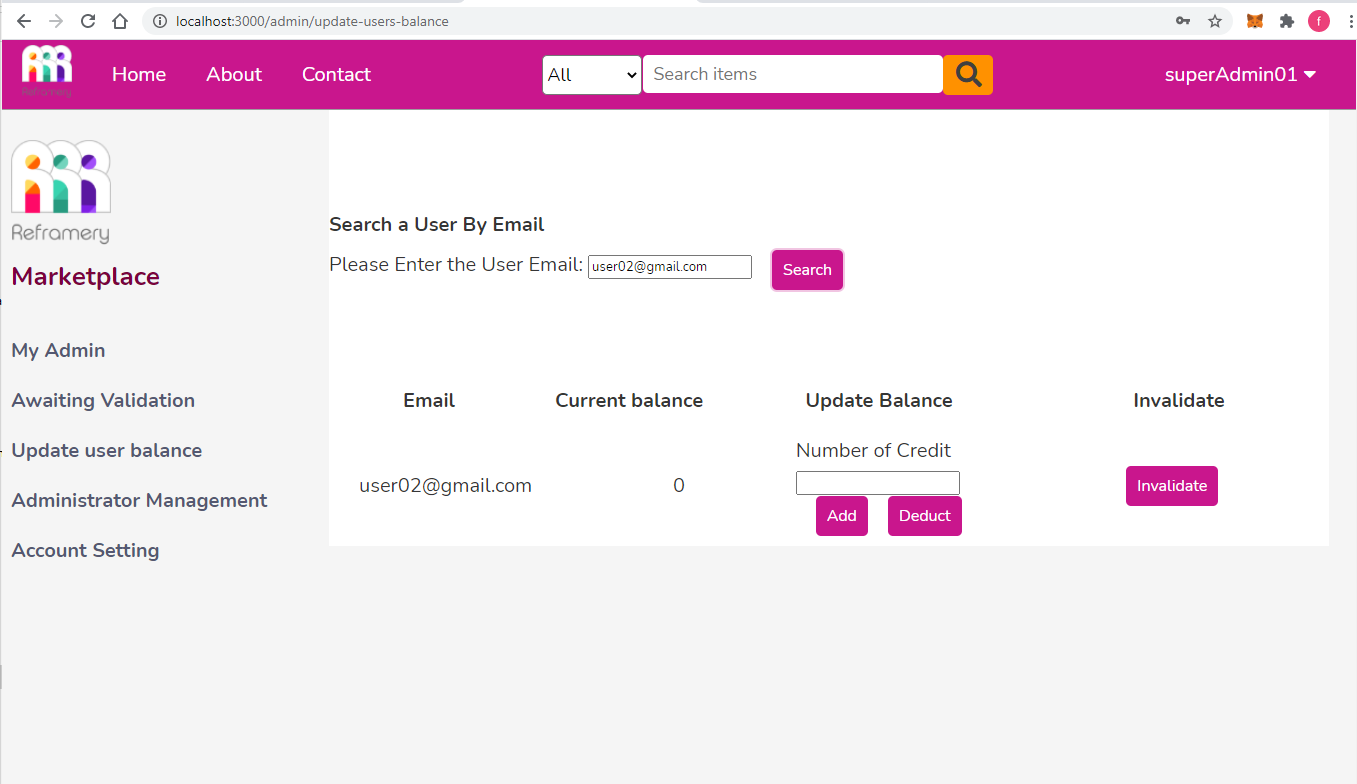 localhost:3000/admin/update-users-balance
f
Reframery
Home
About
Contact
All
Search items
superAdmin01
Reframery
Marketplace
My Admin
Awaiting Validation
Update user balance
Administrator Management
Account Setting
Search a User By Email
Please Enter the User Email: user02@gmail.com Search
Email Current balance Update Balance Invalidate
Number of Credit
user02@gmail.com 0 Invalidate
Add Deduct